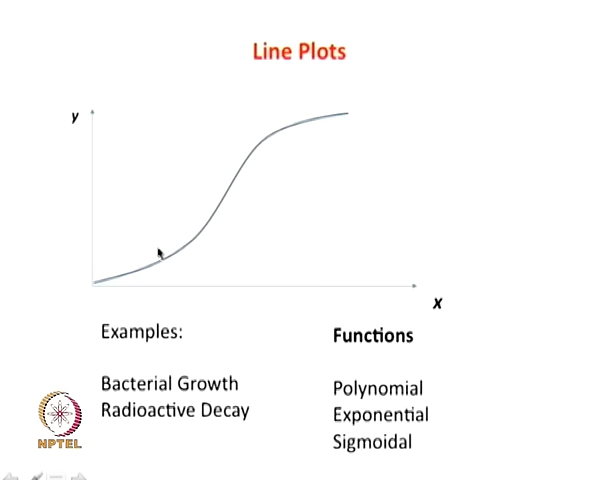 Line Plots
y
x
Examples:
Bacterial Growth
Radioactive Decay
Functions
Polynomial
Exponential
Sigmoidal
NPTEL